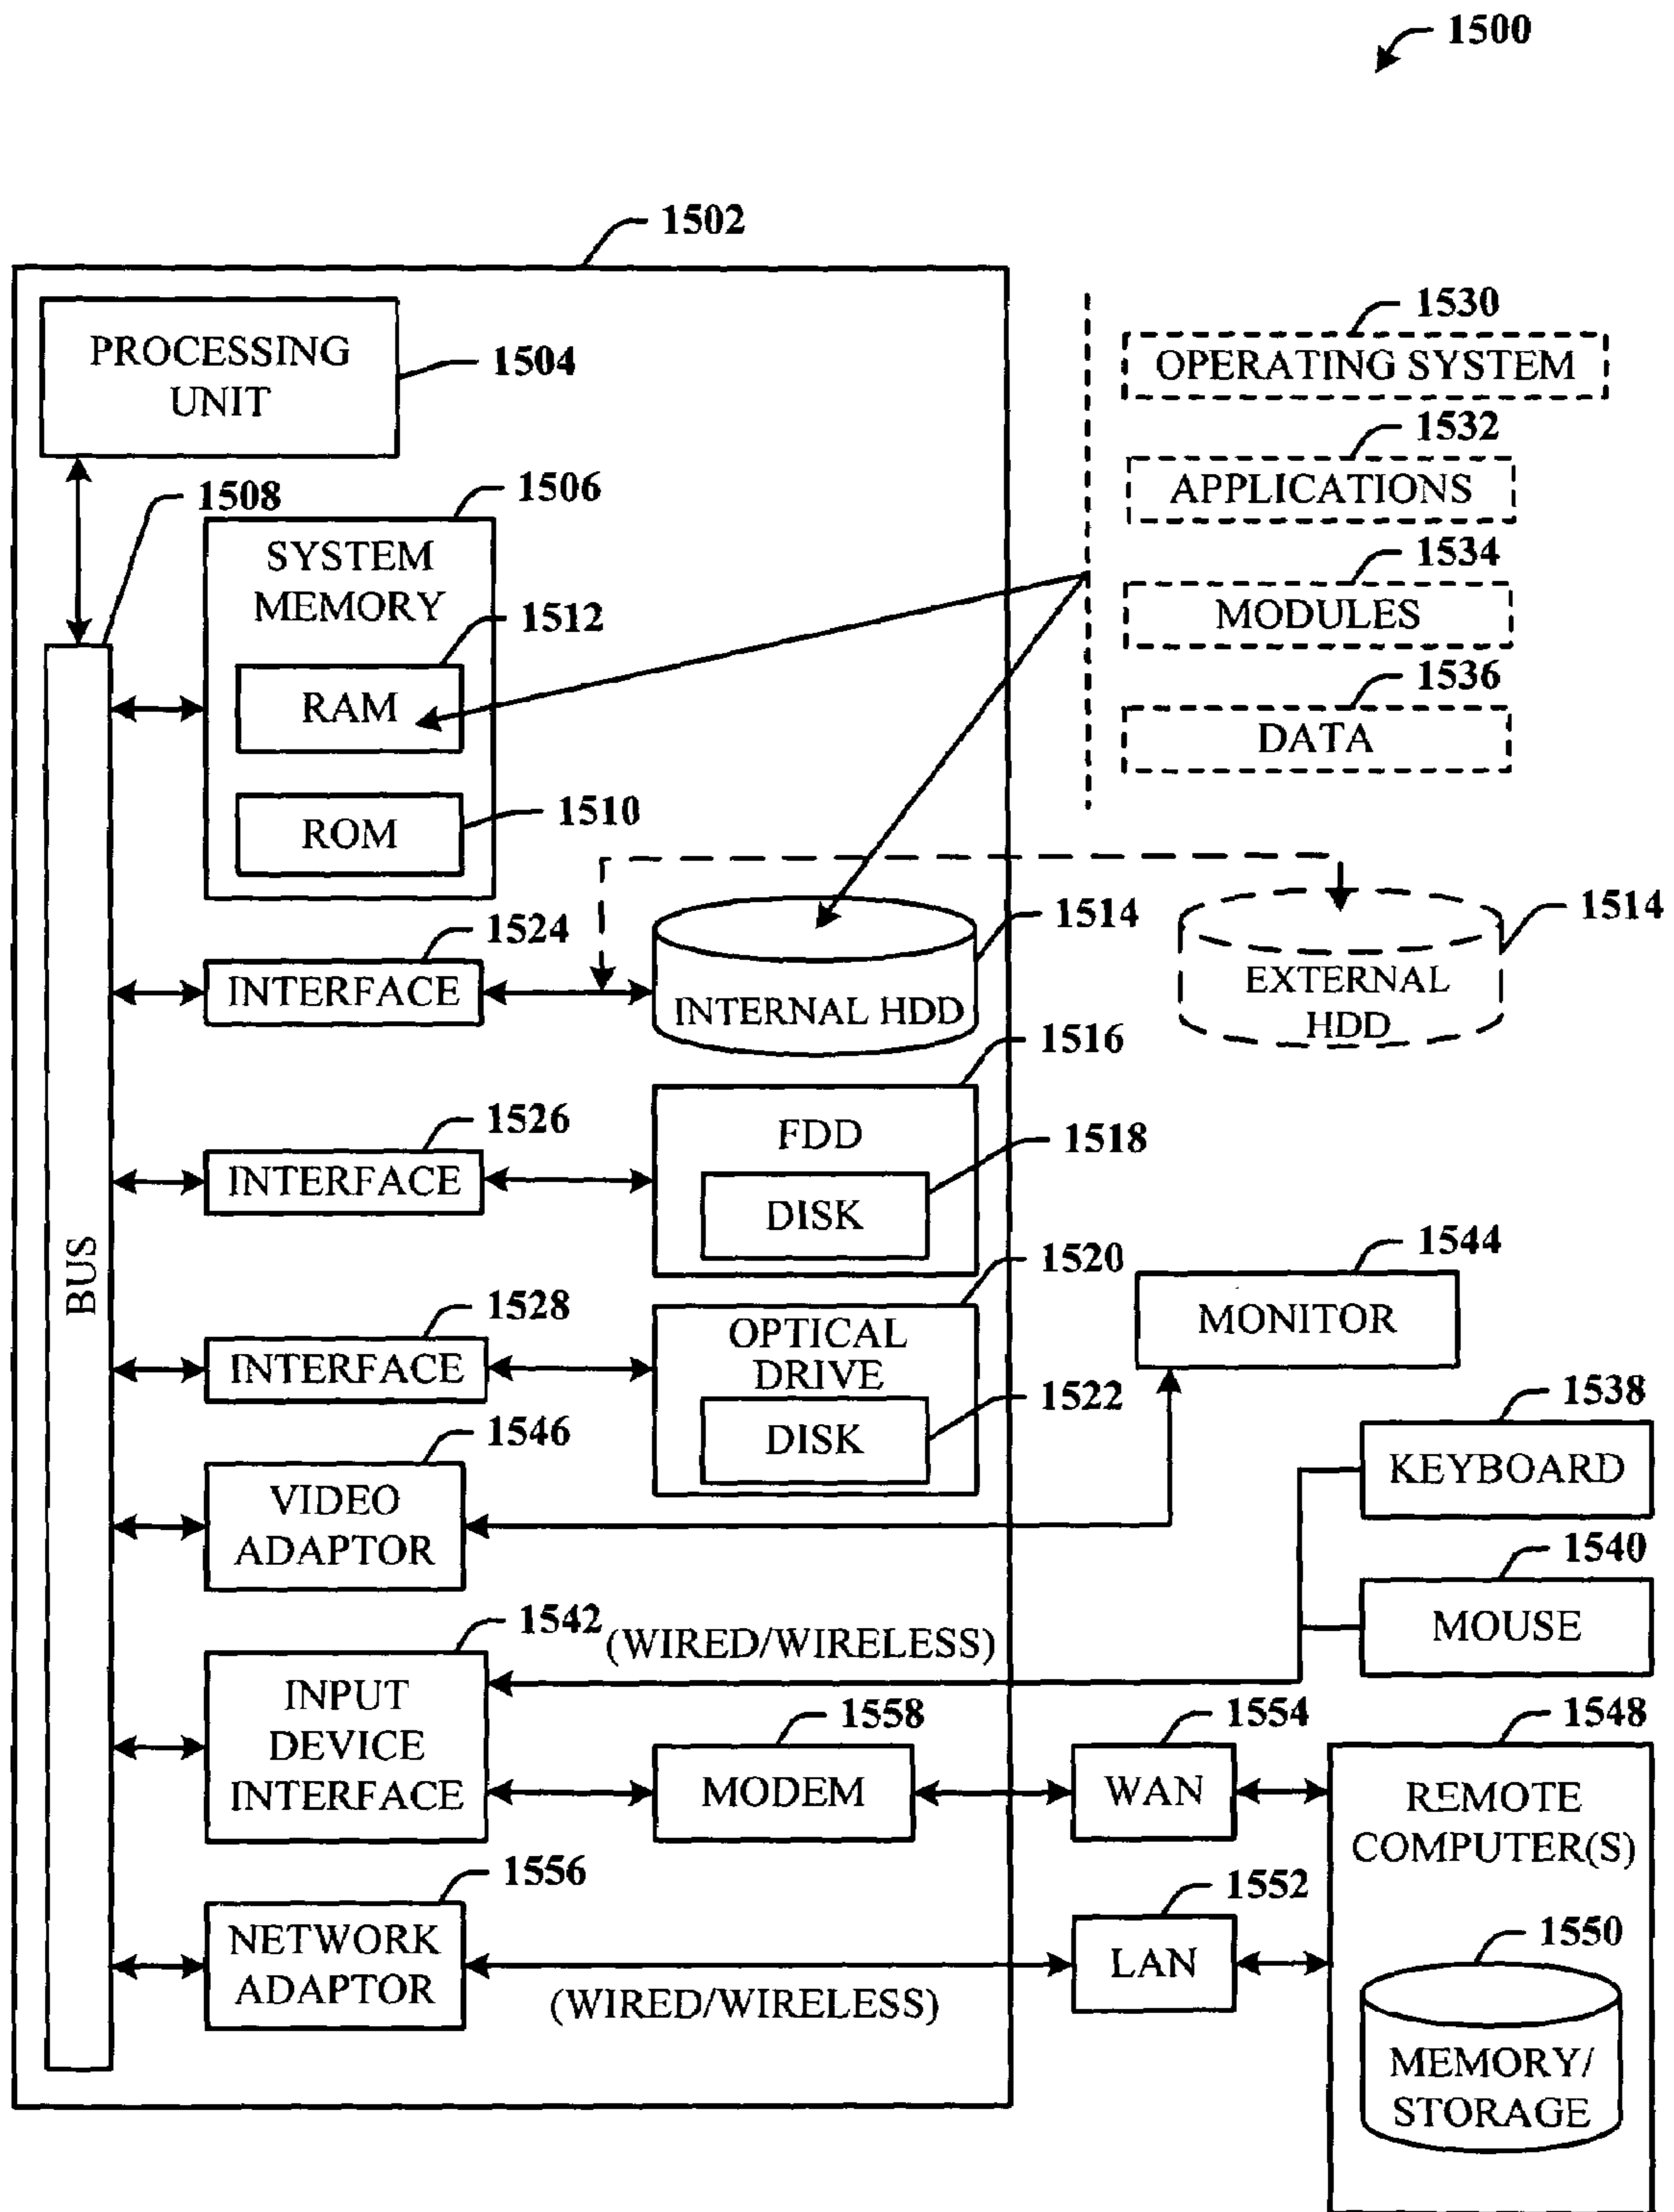 1500
1502
PROCESSING
UNIT
1504
1530
OPERATING SYSTEM
1532
APPLICATIONS
1534
MODULES
1536
DATA
1508
1506
SYSTEM
MEMORY
1512
RAM
1510
ROM
1524
INTERFACE
1514
INTERNAL HDD
1514
EXTERNAL
HDD
1526
INTERFACE
1516
FDD
1518
DISK
BUS
1528
INTERFACE
1520
OPTICAL
DRIVE
1522
DISK
1544
MONITOR
1538
KEYBOARD
1546
VIDEO
ADAPTOR
1540
MOUSE
1542
(WIRED/WIRELESS)
INPUT
DEVICE
INTERFACE
1558
MODEM
1554
WAN
1548
REMOTE
COMPUTER(S)
1556
NETWORK
ADAPTOR
(WIRED/WIRELESS)
1552
LAN
1550
MEMORY/
STORAGE